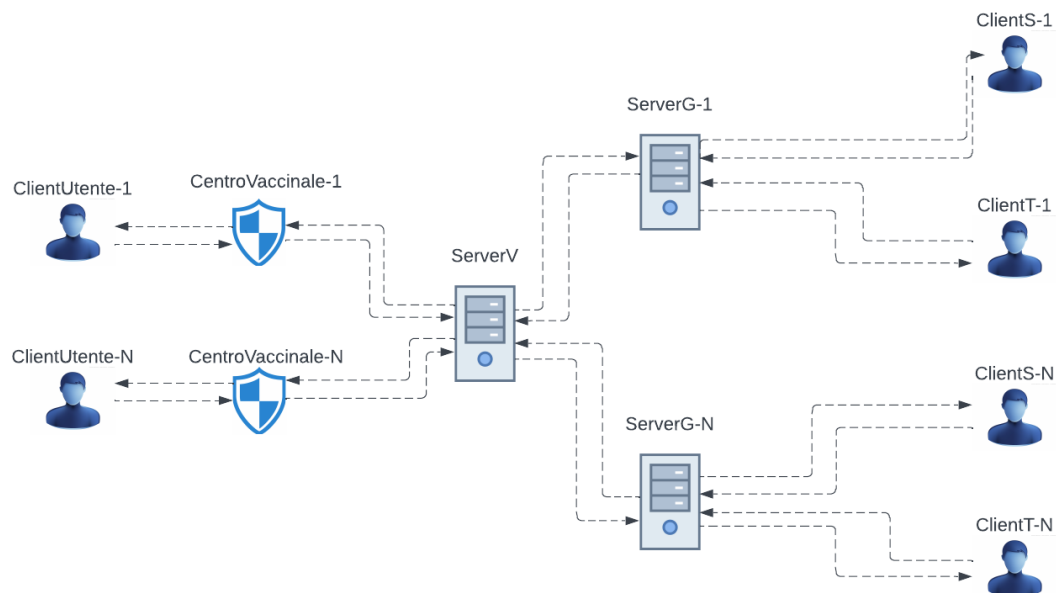 ClientS-1
ServerG-1
ClientUtente-1
CentroVaccinale-1
ClientT-1
ServerV
ClientUtente-N
CentroVaccinale-N
ClientS-N
ServerG-N
ClientT-N